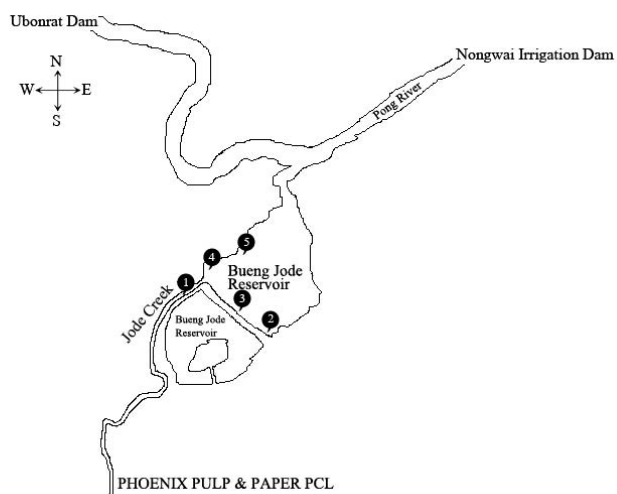 Ubonrat Dam
Nongwai Irrigation Dam
N
W E
S
Pong River
5
4
Bueng Jode
Reservoir
1
3
Jode Creek
2
Bueng Jode
Reservoir
PHOENIX PULP & PAPER PCL